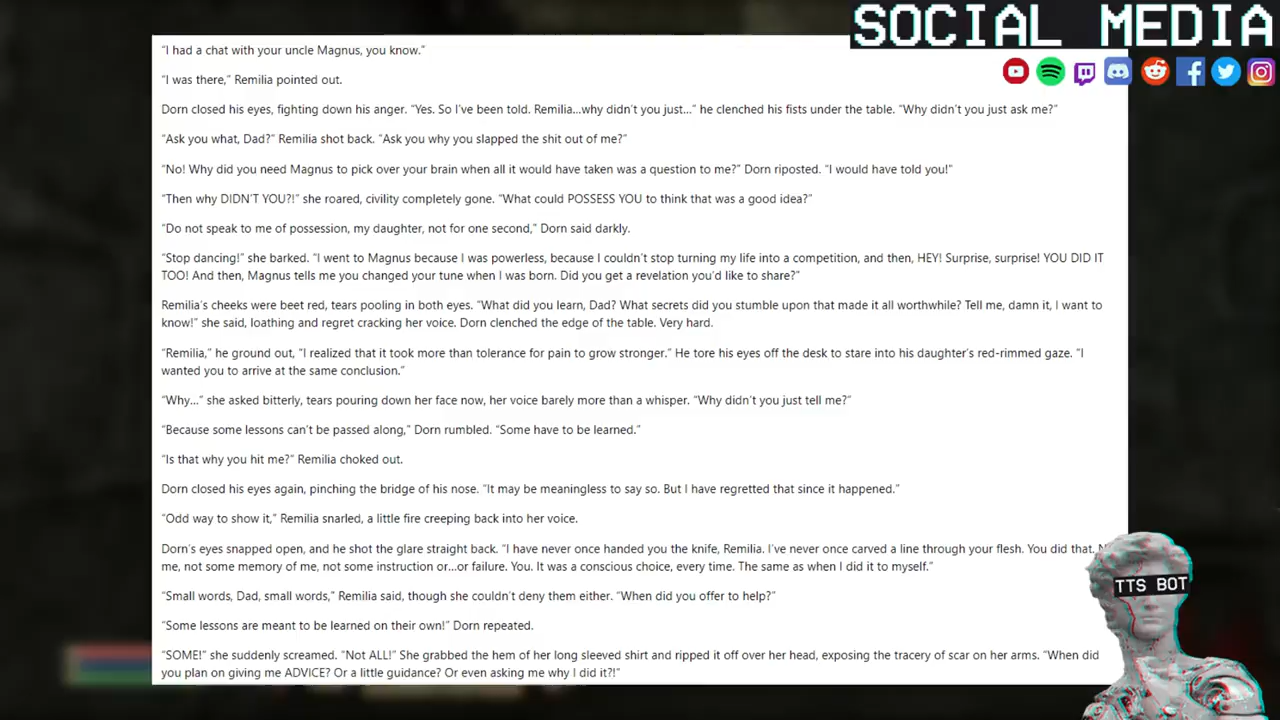 SOCIAL MEDIA
“I had a chat with your uncle Magnus, you know.”
“I was there,” Remilia pointed out.
Dorn closed his eyes, fighting down his anger. “Yes. So I’ve been told. Remilia…why didn’t you just…” he clenched his fists under the table. “Why didn’t you just ask me?”
“Ask you what, Dad?” Remilia shot back. “Ask you why you slapped the shit out of me?”
“No! Why did you need Magnus to pick over your brain when all it would have taken was a question to me?” Dorn riposted. “I would have told you!”
“Then why DIDN’T YOU?!” she roared, civility completely gone. “What could POSSESS YOU to think that was a good idea?”
“Do not speak to me of possession, my daughter, not for one second,” Dorn said darkly.
“Stop dancing!” she barked. “I went to Magnus because I was powerless, because I couldn’t stop turning my life into a competition, and then, HEY! Surprise, surprise! YOU DID IT
TOO! And then, Magnus tells me you changed your tune when I was born. Did you get a revelation you’d like to share?”
Remilia’s cheeks were beet red, tears pooling in both eyes. “What did you learn, Dad? What secrets did you stumble upon that made it all worthwhile? Tell me, damn it, I want to
know!” she said, loathing and regret cracking her voice. Dorn clenched the edge of the table. Very hard.
“Remilia,” he ground out, “I realized that it took more than tolerance for pain to grow stronger.” He tore his eyes off the desk to stare into his daughter’s red-rimmed gaze. “I
wanted you to arrive at the same conclusion.”
“Why…” she asked bitterly, tears pouring down her face now, her voice barely more than a whisper. “Why didn’t you just tell me?”
“Because some lessons can’t be passed along,” Dorn rumbled. “Some have to be learned.”
“Is that why you hit me?” Remilia choked out.
Dorn closed his eyes again, pinching the bridge of his nose. “It may be meaningless to say so. But I have regretted that since it happened.”
“Odd way to show it,” Remilia snarled, a little fire creeping back into her voice.
Dorn’s eyes snapped open, and he shot the glare straight back. “I have never once handed you the knife, Remilia. I’ve never once carved a line through your flesh. You did that.
me, not some memory of me, not some instruction or…or failure. You. It was a conscious choice, every time. The same as when I did it to myself.”
“Small words, Dad, small words,” Remilia said, though she couldn’t deny them either. “When did you offer to help?”
“Some lessons are meant to be learned on their own!” Dorn repeated.
“SOME!” she suddenly screamed. “Not ALL!” She grabbed the hem of her long sleeved shirt and ripped it off over her head, exposing the tracery of scar on her arms. “When did
you plan on giving me ADVICE? Or a little guidance? Or even asking me why I did it?!”
TTS BOT